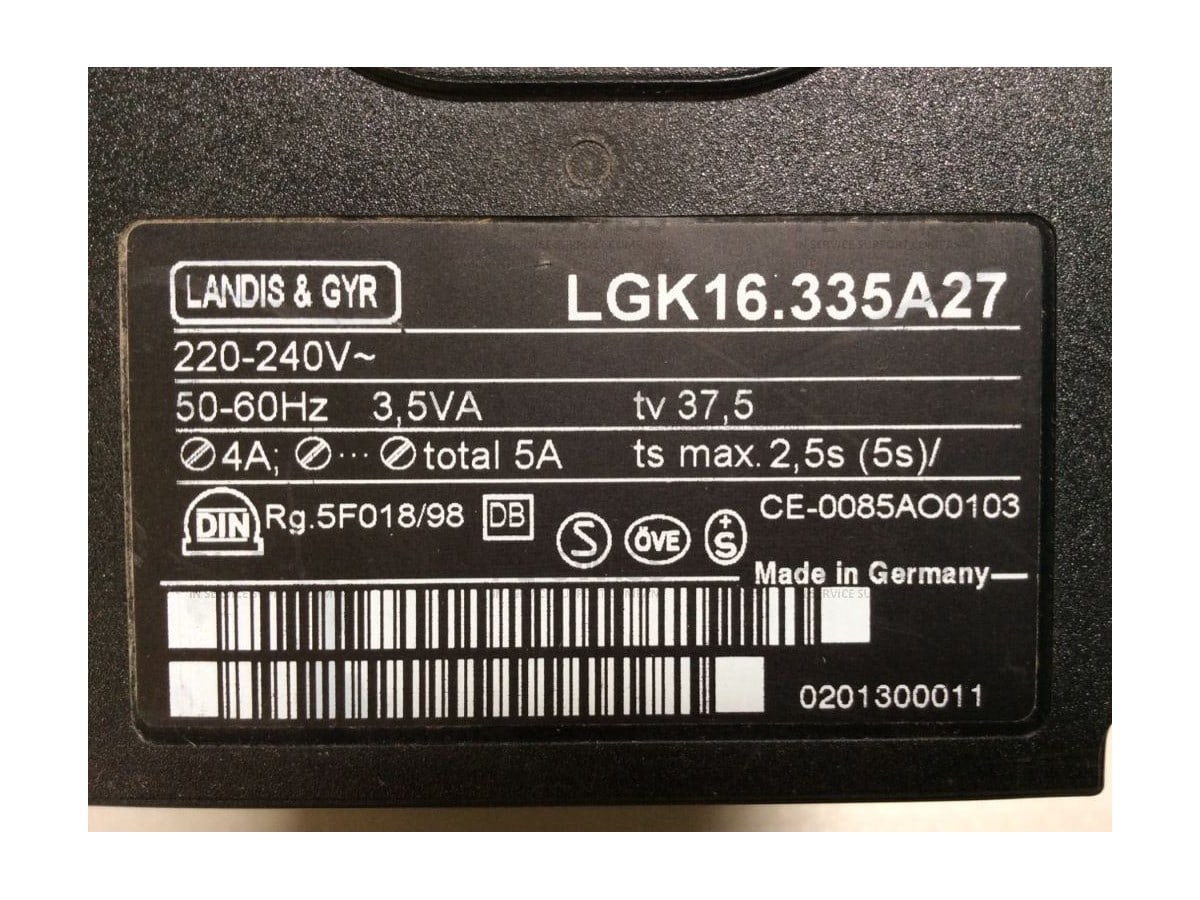 LANDIS & GYR LGK16.335A27
220-240V~
50-60Hz 3,5VA tv 37,5
4A; ... total 5A ts max. 2,5s (5s)/
DIN Rg.5F018/98 DB S ÖVE +S CE-0085AO0103
Made in Germany
0201300011